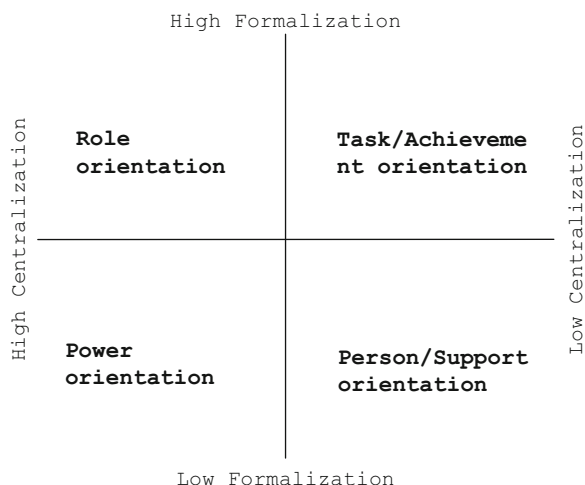 High Formalization
High Centralization
Role
orientation
Task/Achieveme
nt orientation
Low Centralization
Power
orientation
Person/Support
orientation
Low Formalization